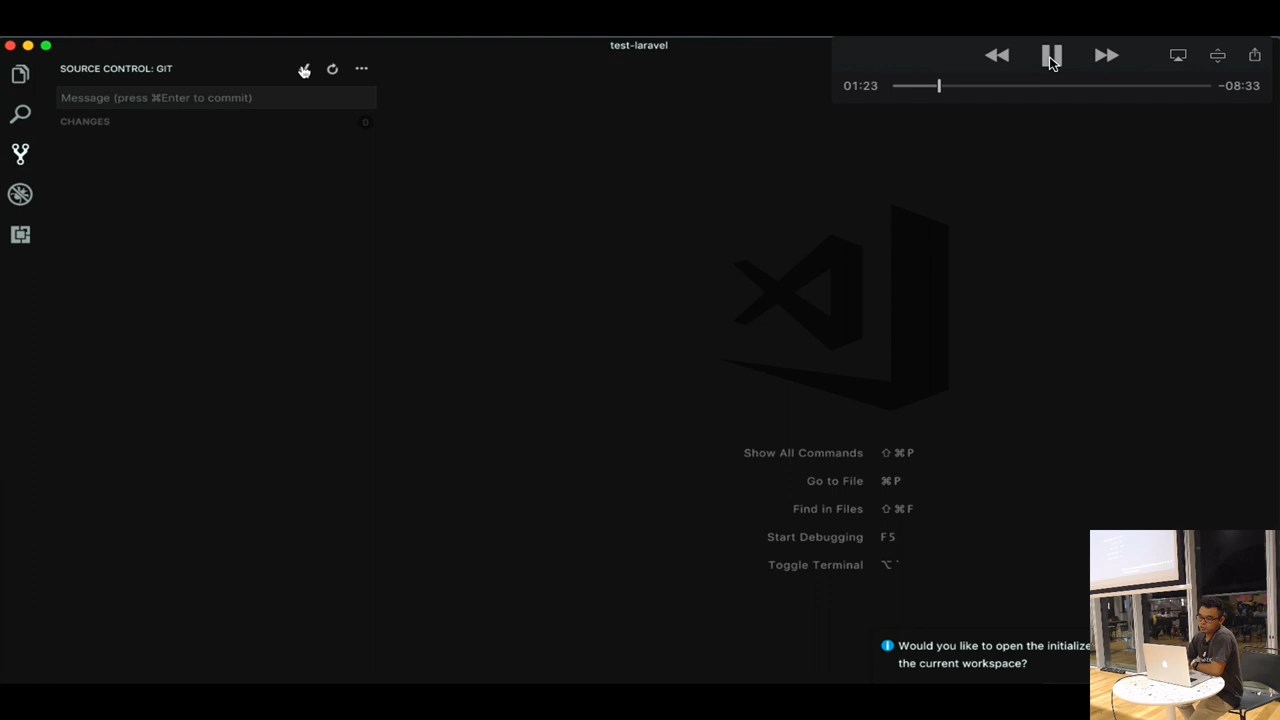 test-laravel
SOURCE CONTROL: GIT
01:23
-08:33
Message (press ⌘Enter to commit)
CHANGES
0
Show All Commands ⇧⌘P
Go to File ⌘P
Find in Files ⇧⌘F
Start Debugging F5
Toggle Terminal ⌥`
Would you like to open the initialize
the current workspace?